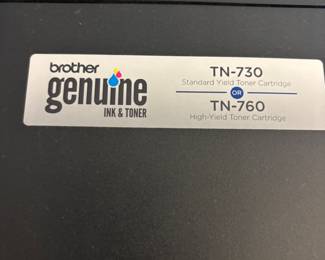 brother
genuine
INK & TONER
TN-730
Standard Yield Toner Cartridge
OR
TN-760
High-Yield Toner Cartridge